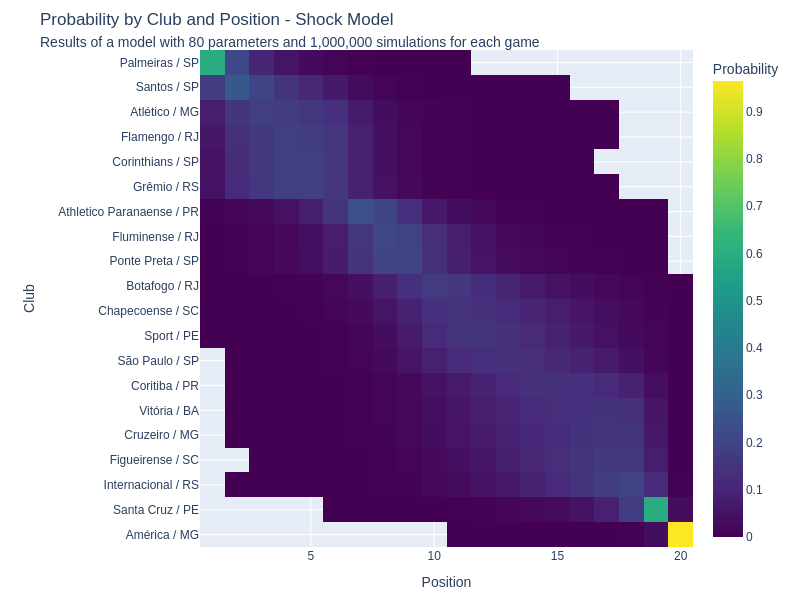 Probability by Club and Position - Shock Model
Results of a model with 80 parameters and 1,000,000 simulations for each game
Palmeiras / SP
Santos / SP
Atlético / MG
Flamengo / RJ
Corinthians / SP
Grêmio / RS
Athletico Paranaense / PR
Fluminense / RJ
Ponte Preta / SP
Botafogo / RJ
Chapecoense / SC
Sport / PE
São Paulo / SP
Coritiba / PR
Vitória / BA
Cruzeiro / MG
Figueirense / SC
Internacional / RS
Santa Cruz / PE
América / MG
Club
5
10
15
20
Position
Probability
0.9
0.8
0.7
0.6
0.5
0.4
0.3
0.2
0.1
0